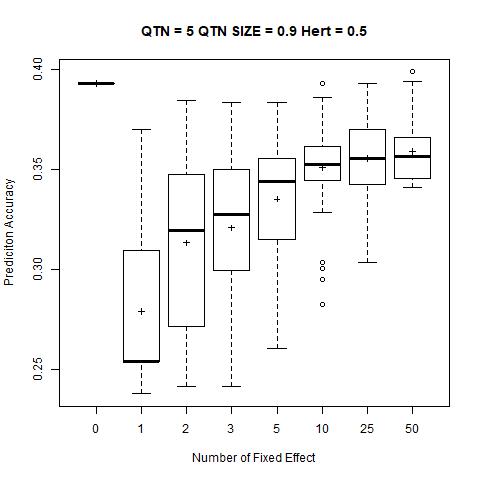 QTN = 5 QTN SIZE = 0.9 Hert = 0.5
0.40
0.35
0.30
0.25
Prediciton Accuracy
0 1 2 3 5 10 25 50
Number of Fixed Effect